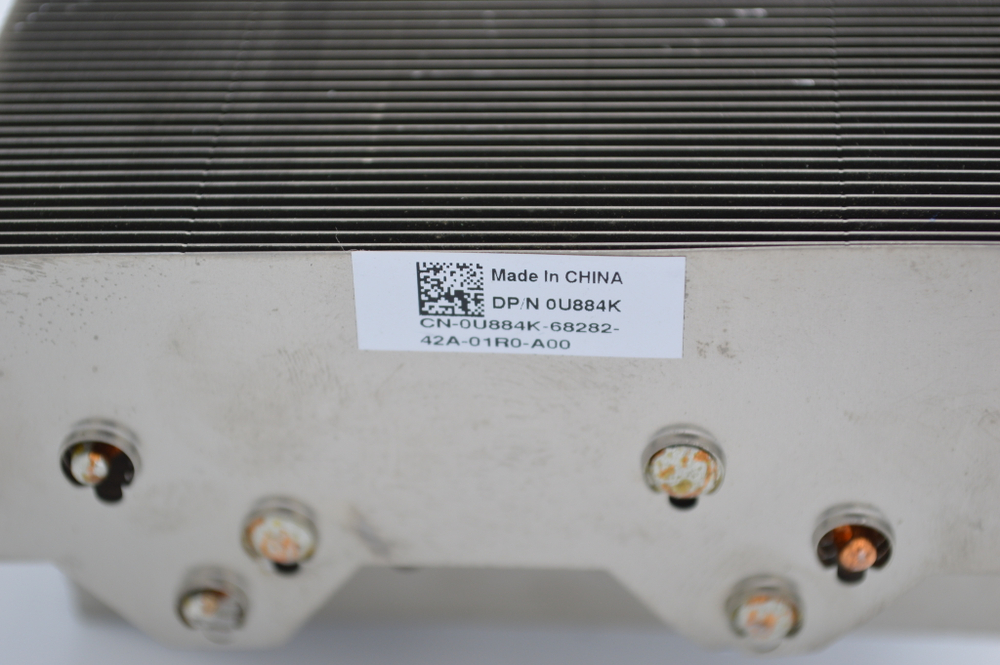 Made In CHINA
DP/N 0U884K
CN-0U884K-68282-
42A-01R0-A00